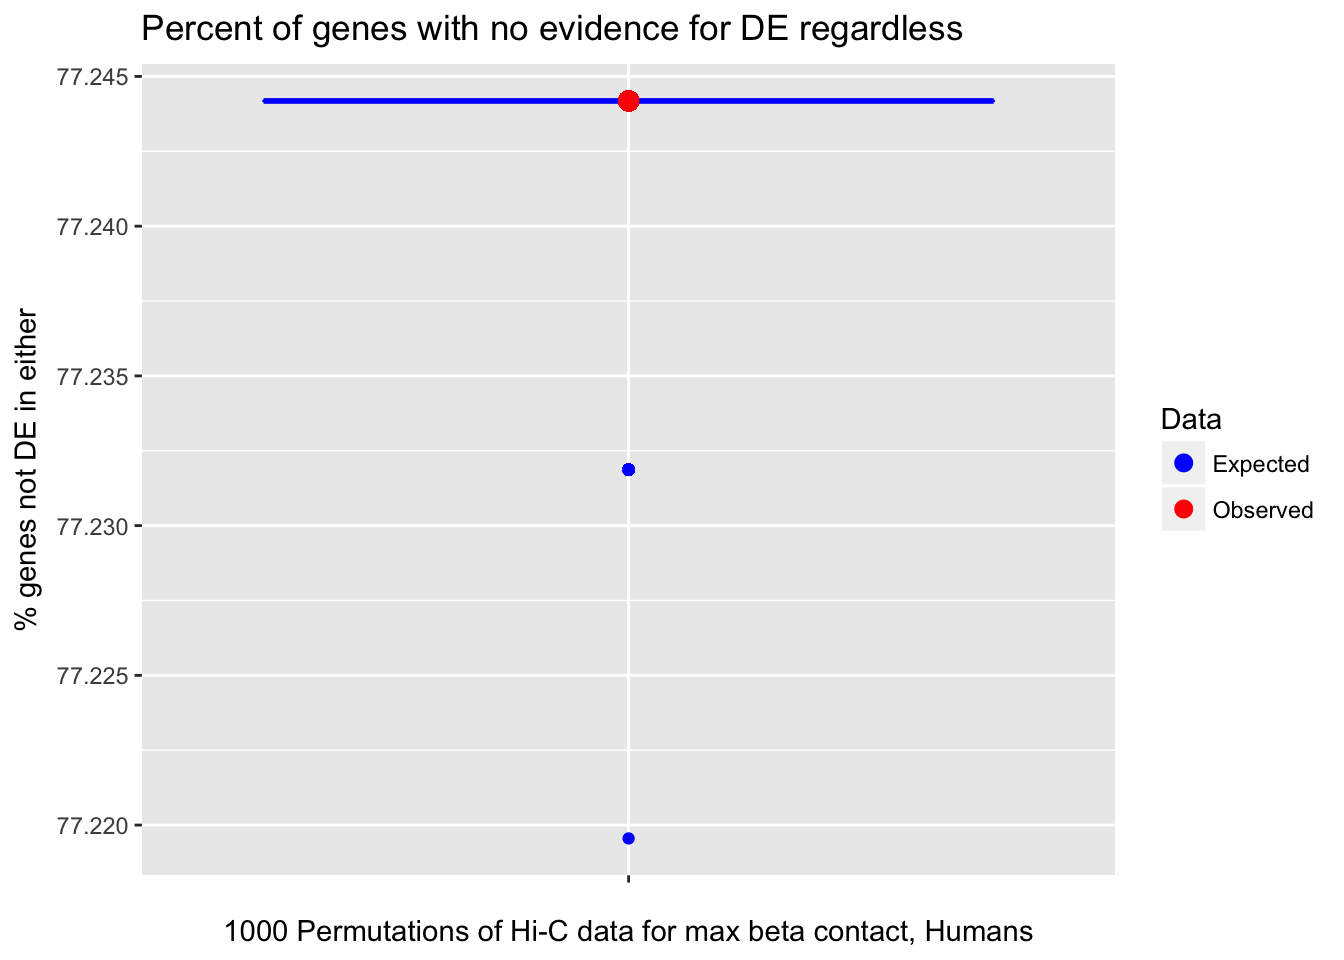 Percent of genes with no evidence for DE regardless
77.245
77.240
77.235
77.230
77.225
77.220
% genes not DE in either
1000 Permutations of Hi-C data for max beta contact, Humans
Data
Expected
Observed